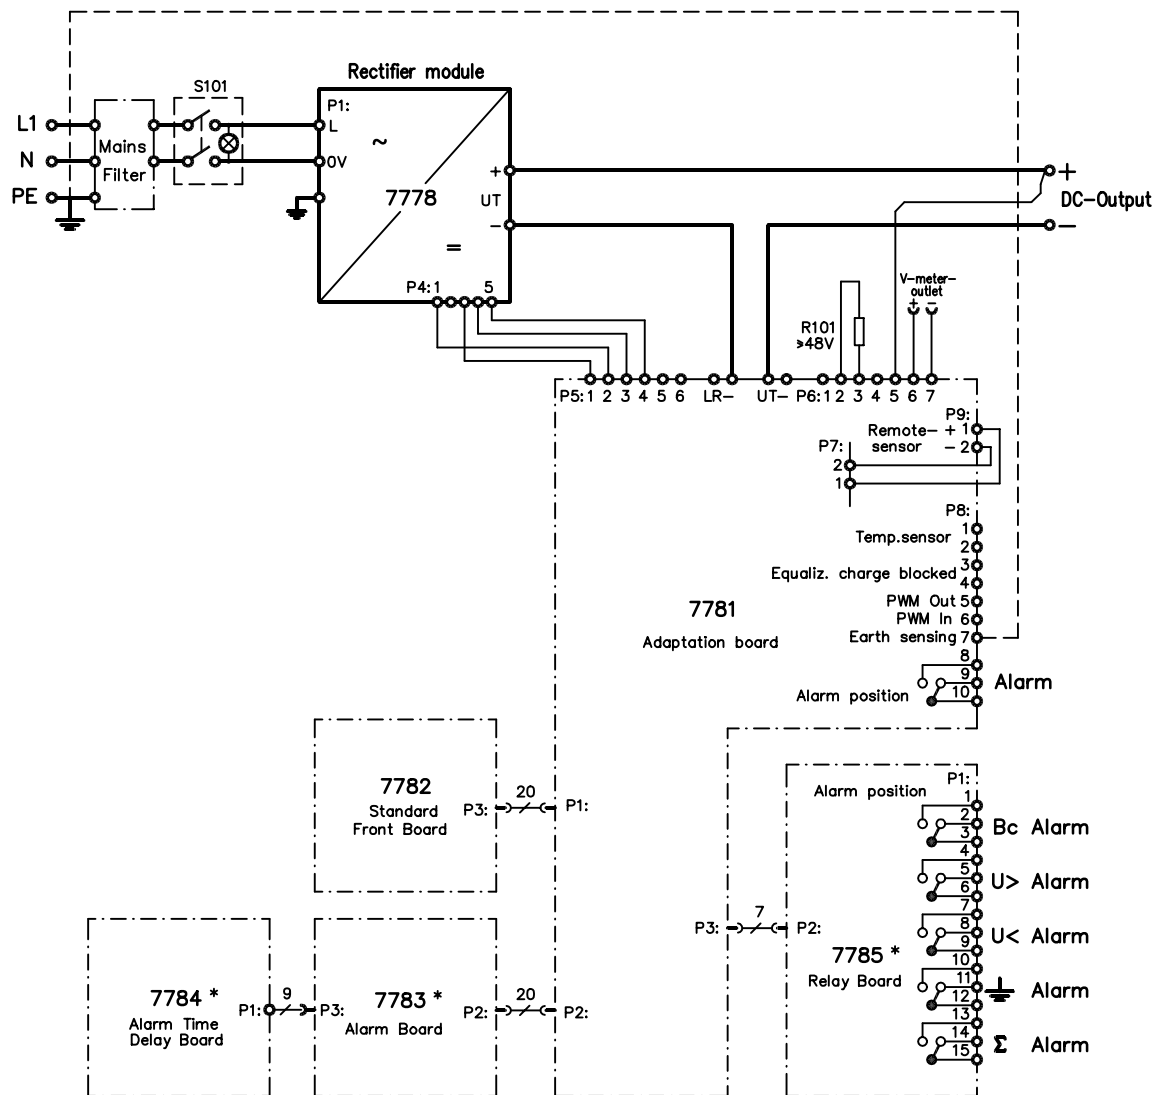 Rectifier module
S101
P1:
L1
L
~
Mains
N
0V
Filter
+
+
PE
7778
UT
DC-Output
-
-
=
V-meter-
outlet
+ -
P4:1 5
R101
≥48V
P5:1 2 3 4 5 6 LR- UT- P6:1 2 3 4 5 6 7
P9:
Remote- + 1
sensor - 2
P7:
2
1
P8:
1
Temp.sensor
2
3
Equaliz. charge blocked
4
7781
PWM Out 5
PWM In 6
Adaptation board
Earth sensing 7
8
9
Alarm
Alarm position
10
7782
Standard
Front Board
P3:
20
P1:
P1:
Alarm position
1
2
Bc Alarm
3
4
5
U> Alarm
6
7
8
U< Alarm
9
10
11
Alarm
12
13
14
Σ Alarm
15
P3:
7
P2:
7785 *
Relay Board
7784 *
Alarm Time
Delay Board
P1:
9
P3:
7783 *
Alarm Board
P2:
20
P2: